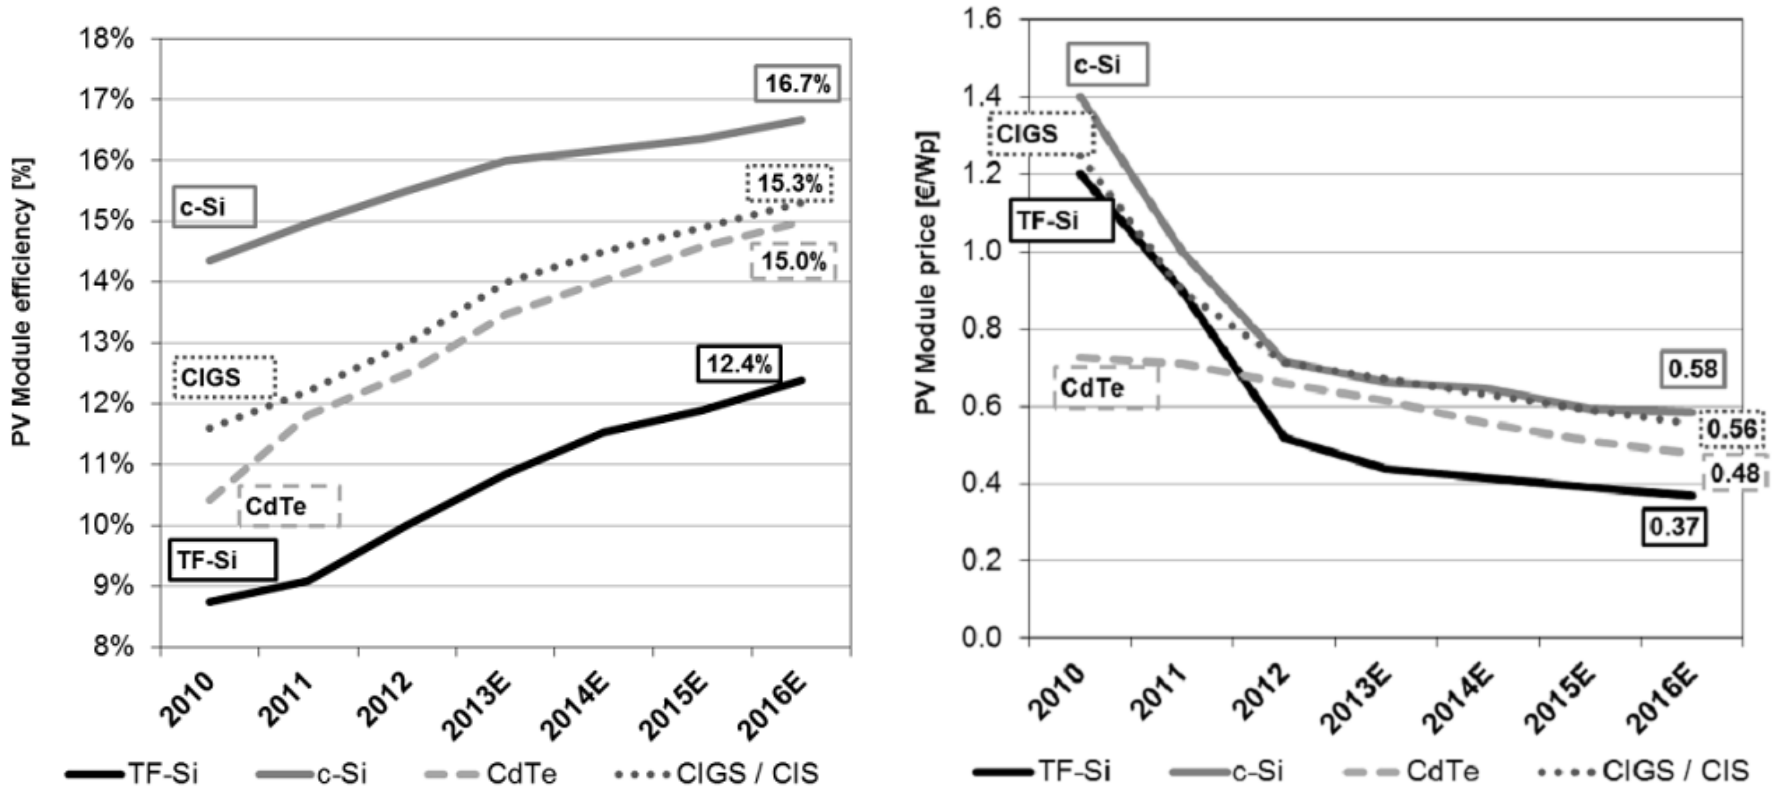 PV Module efficiency [%]
18%
17%
16%
15%
14%
13%
12%
11%
10%
9%
8%
c-Si
CIGS
CdTe
TF-Si
16.7%
15.3%
15.0%
12.4%
2010
2011
2012
2013E
2014E
2015E
2016E
TF-Si
c-Si
CdTe
CIGS / CIS
PV Module price [€/Wp]
1.6
1.4
1.2
1.0
0.8
0.6
0.4
0.2
0.0
c-Si
CIGS
TF-Si
CdTe
0.58
0.56
0.48
0.37
2010
2011
2012
2013E
2014E
2015E
2016E
TF-Si
c-Si
CdTe
CIGS / CIS